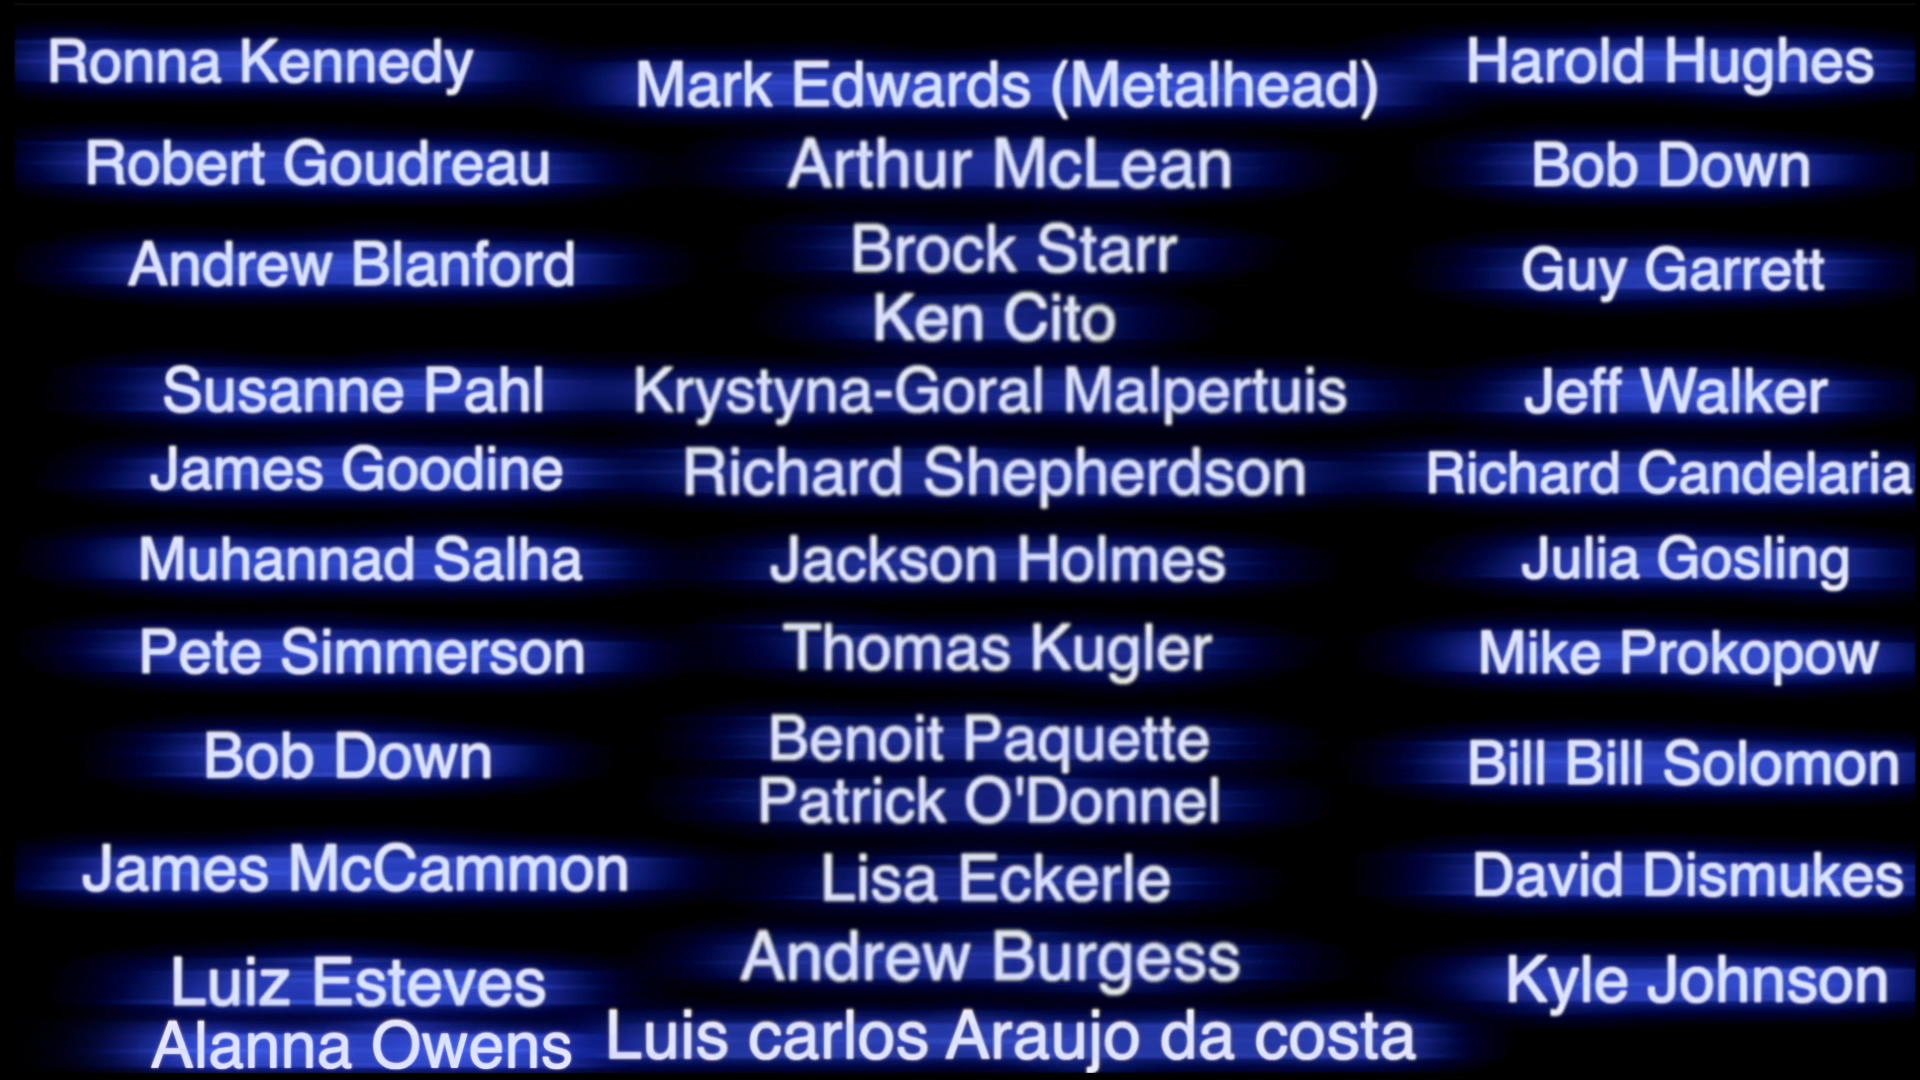 Ronna Kennedy
Robert Goudreau
Andrew Blanford
Susanne Pahl
James Goodine
Muhannad Salha
Pete Simmerson
Bob Down
James McCammon
Luiz Esteves
Alanna Owens
Mark Edwards (Metalhead)
Arthur McLean
Brock Starr
Ken Cito
Krystyna-Goral Malpertuis
Richard Shepherdson
Jackson Holmes
Thomas Kugler
Benoit Paquette
Patrick O'Donnel
Lisa Eckerle
Andrew Burgess
Luis carlos Araujo da costa
Harold Hughes
Bob Down
Guy Garrett
Jeff Walker
Richard Candelaria
Julia Gosling
Mike Prokopow
Bill Bill Solomon
David Dismukes
Kyle Johnson